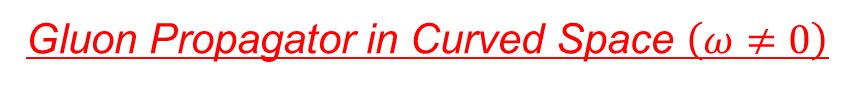 Gluon Propagator in Curved Space (ω ≠ 0)